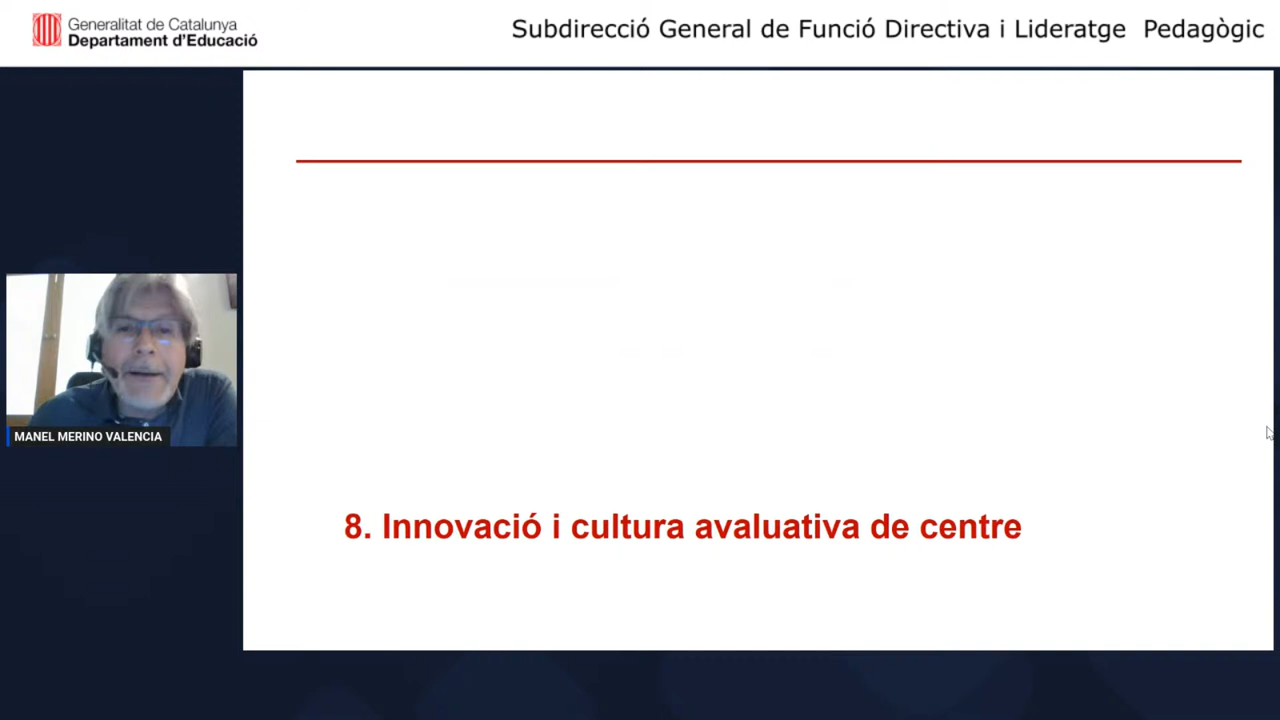 Generalitat de Catalunya
Departament d'Educació
Subdirecció General de Funció Directiva i Lideratge Pedagògic
MANEL MERINO VALENCIA
8. Innovació i cultura avaluativa de centre